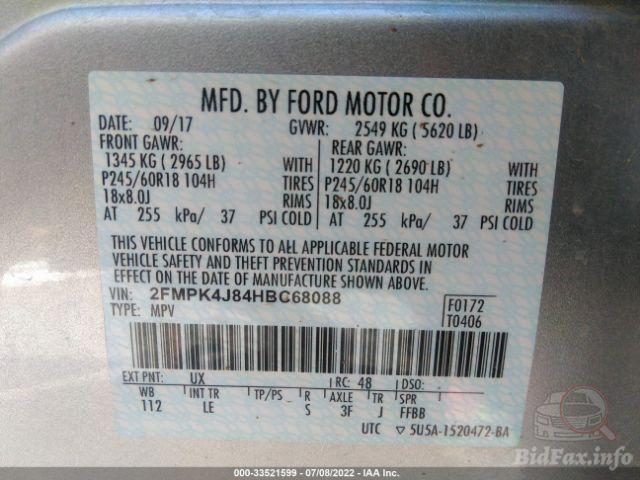 MFD. BY FORD MOTOR CO.
DATE: 09/17 GVWR: 2549 KG ( 5620 LB)
FRONT GAWR: REAR GAWR:
1345 KG ( 2965 LB) WITH 1220 KG ( 2690 LB) WITH
P245/60R18 104H TIRES P245/60R18 104H TIRES
18x8.0J RIMS 18x8.0J RIMS
AT 255 kPa/ 37 PSI COLD AT 255 kPa/ 37 PSI COLD
THIS VEHICLE CONFORMS TO ALL APPLICABLE FEDERAL MOTOR
VEHICLE SAFETY AND THEFT PREVENTION STANDARDS IN
EFFECT ON THE DATE OF MANUFACTURE SHOWN ABOVE.
VIN: 2FMPK4J84HBC68088 F0172
TYPE: MPV T0406
EXT PNT: UX RC: 48 DSO:
WB INT TR TP/PS R AXLE TR SPR
112 LE S 3F J FFBB
UTC ▽ 5U5A-1520472-BA
000-33521599 - 07/08/2022 - IAA Inc.
BidFax.info